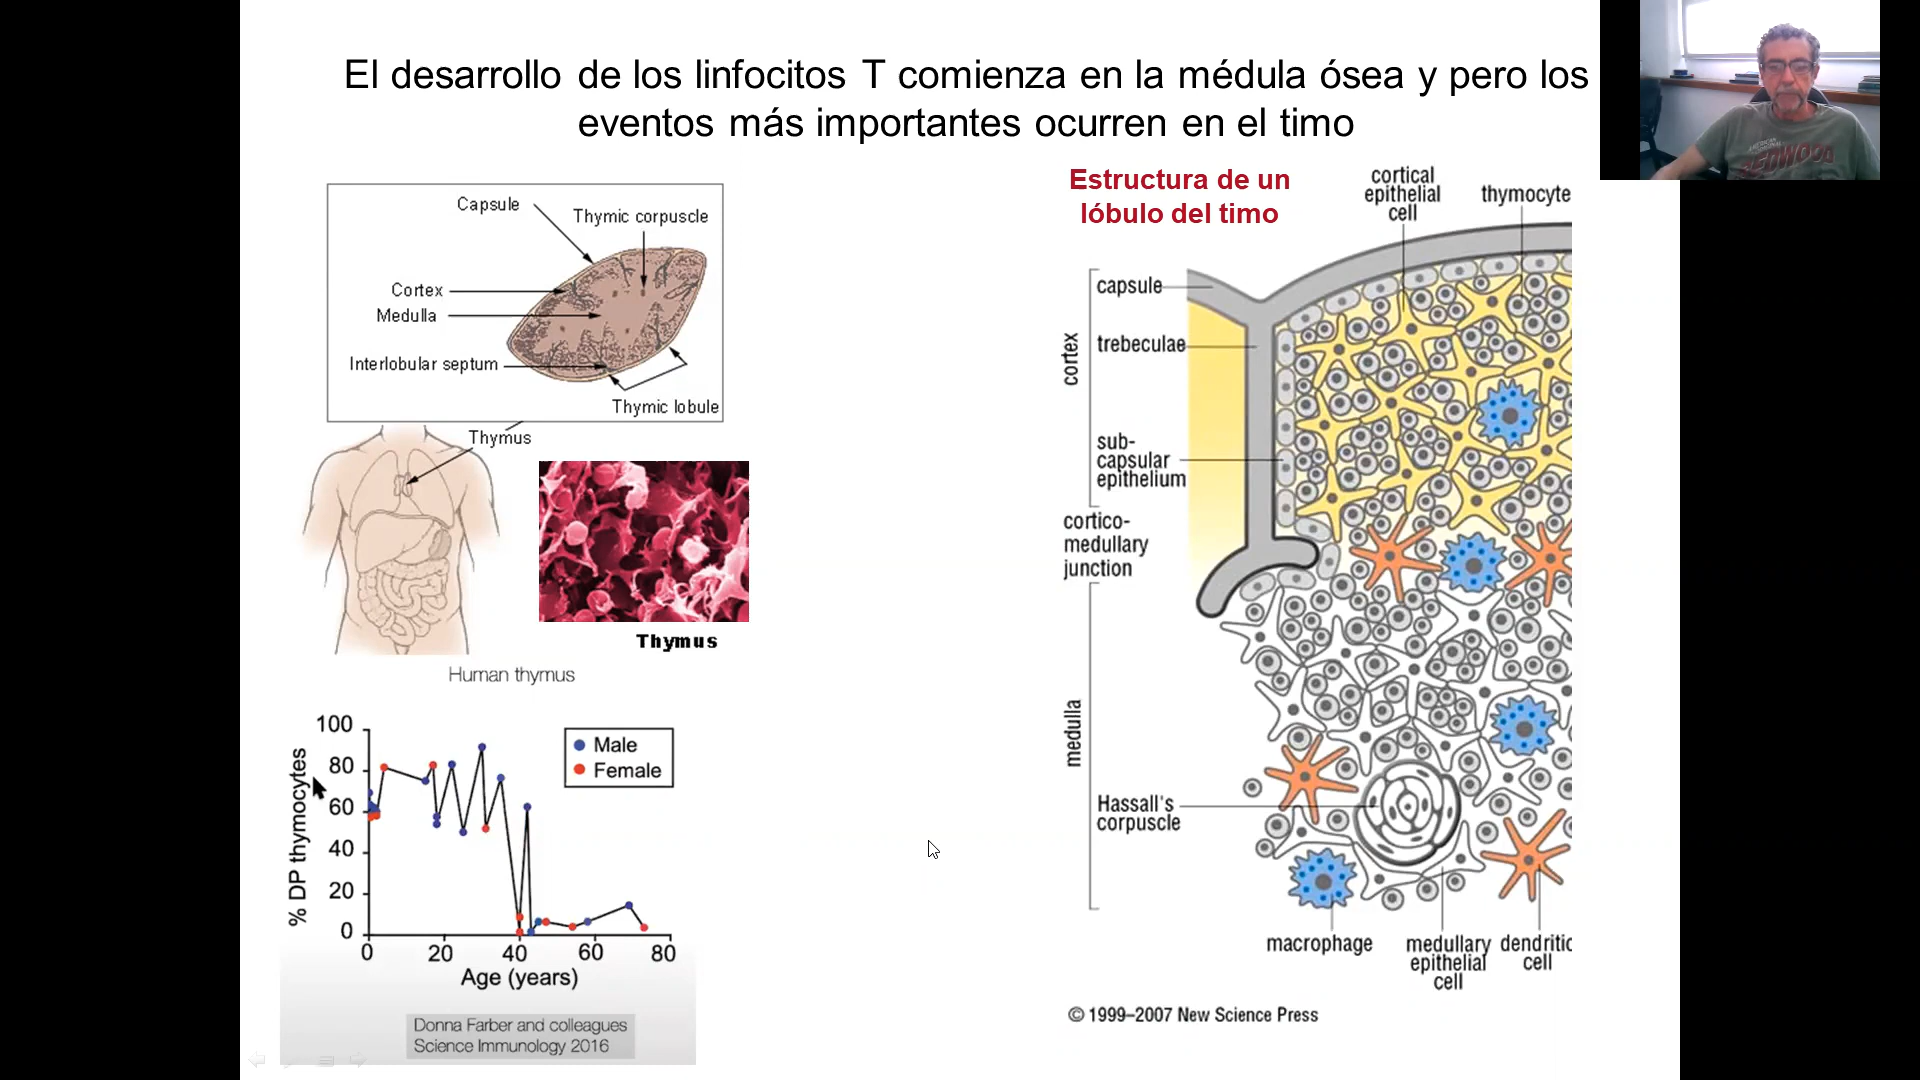 El desarrollo de los linfocitos T comienza en la médula ósea y pero los
eventos más importantes ocurren en el timo
Capsule
Thymic corpuscle
Cortex
Medulla
Interlobular septum
Thymic lobule
Thymus
Thymus
Human thymus
% DP thymocytes
100
80
60
40
20
0
Male
Female
0
20
40
60
80
Age (years)
Donna Farber and colleagues
Science Immunology 2016
Estructura de un
lóbulo del timo
cortical
epithelial
cell
thymocyte
capsule
cortex
trebeculae
sub-
capsular
epithelium
cortico-
medullary
junction
medulla
Hassall's
corpuscle
macrophage
medullary
epithelial
cell
dendritic
cell
© 1999–2007 New Science Press
REDWOOD